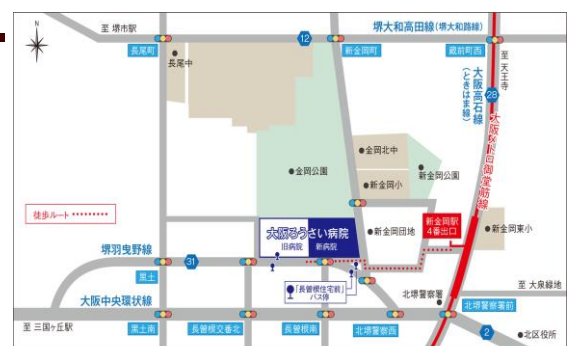 至 堺市駅
長尾町
12
新金岡町
堺大和高田線(堺大和路線)
蔵前町西
至 天王寺
長尾中
大阪高石線
(ときはま線)
28
大阪メトロ御堂筋線
金岡北中
新金岡公園
金岡公園
新金岡小
徒歩ルート
大阪ろうさい病院
旧病院
新病院
新金岡団地
新金岡駅
4番出口
新金岡東小
堺羽曳野線
黒土
31
「長曽根住宅前」
バス停
北堺警察署
至 大泉緑地
大阪中央環状線
北堺警察署前
至 三国ヶ丘駅
黒土南
長曽根交番北
長曽根南
北堺警察西
2
北区役所